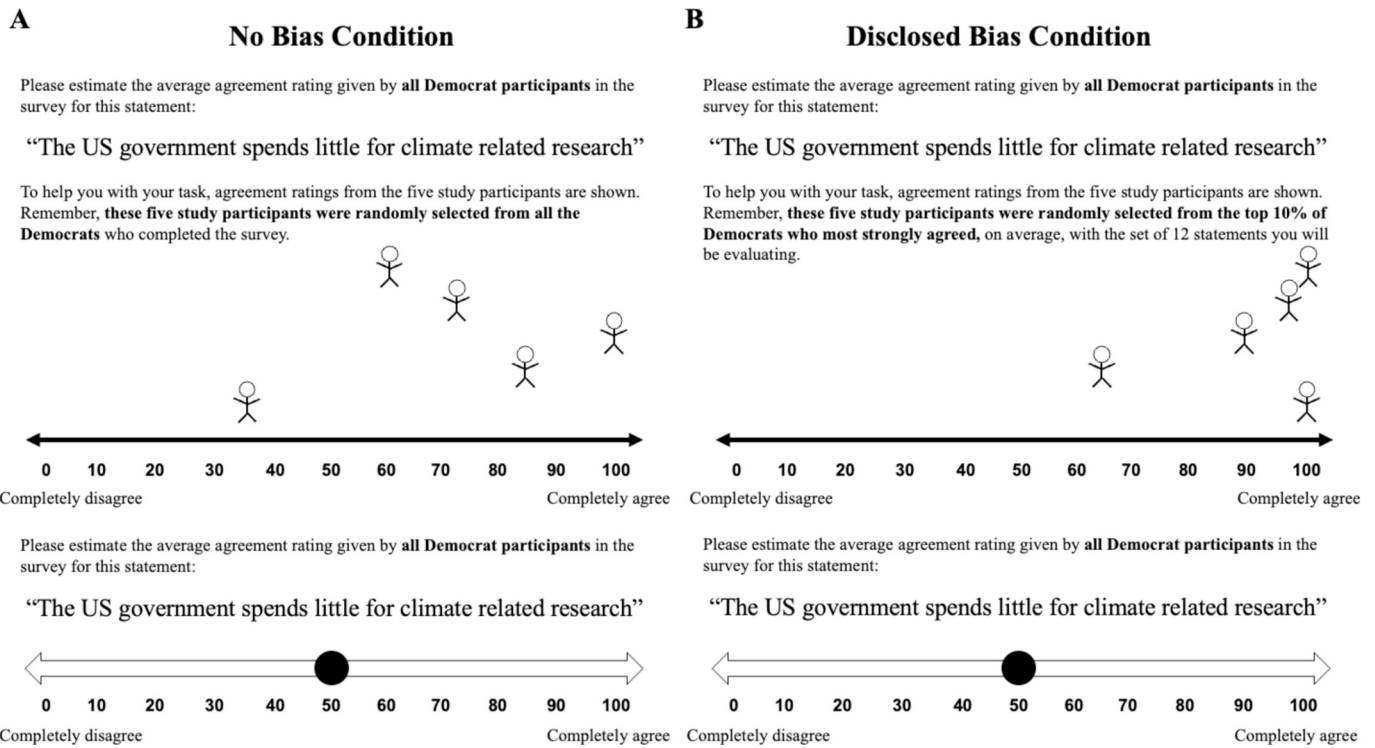 A
No Bias Condition
Please estimate the average agreement rating given by all Democrat participants in the
survey for this statement:
“The US government spends little for climate related research”
To help you with your task, agreement ratings from the five study participants are shown.
Remember, these five study participants were randomly selected from all the
Democrats who completed the survey.
0 10 20 30 40 50 60 70 80 90 100
Completely disagree Completely agree
Please estimate the average agreement rating given by all Democrat participants in the
survey for this statement:
“The US government spends little for climate related research”
0 10 20 30 40 50 60 70 80 90 100
Completely disagree Completely agree
B
Disclosed Bias Condition
Please estimate the average agreement rating given by all Democrat participants in the
survey for this statement:
“The US government spends little for climate related research”
To help you with your task, agreement ratings from the five study participants are shown.
Remember, these five study participants were randomly selected from the top 10% of
Democrats who most strongly agreed, on average, with the set of 12 statements you will
be evaluating.
0 10 20 30 40 50 60 70 80 90 100
Completely disagree Completely agree
Please estimate the average agreement rating given by all Democrat participants in the
survey for this statement:
“The US government spends little for climate related research”
0 10 20 30 40 50 60 70 80 90 100
Completely disagree Completely agree